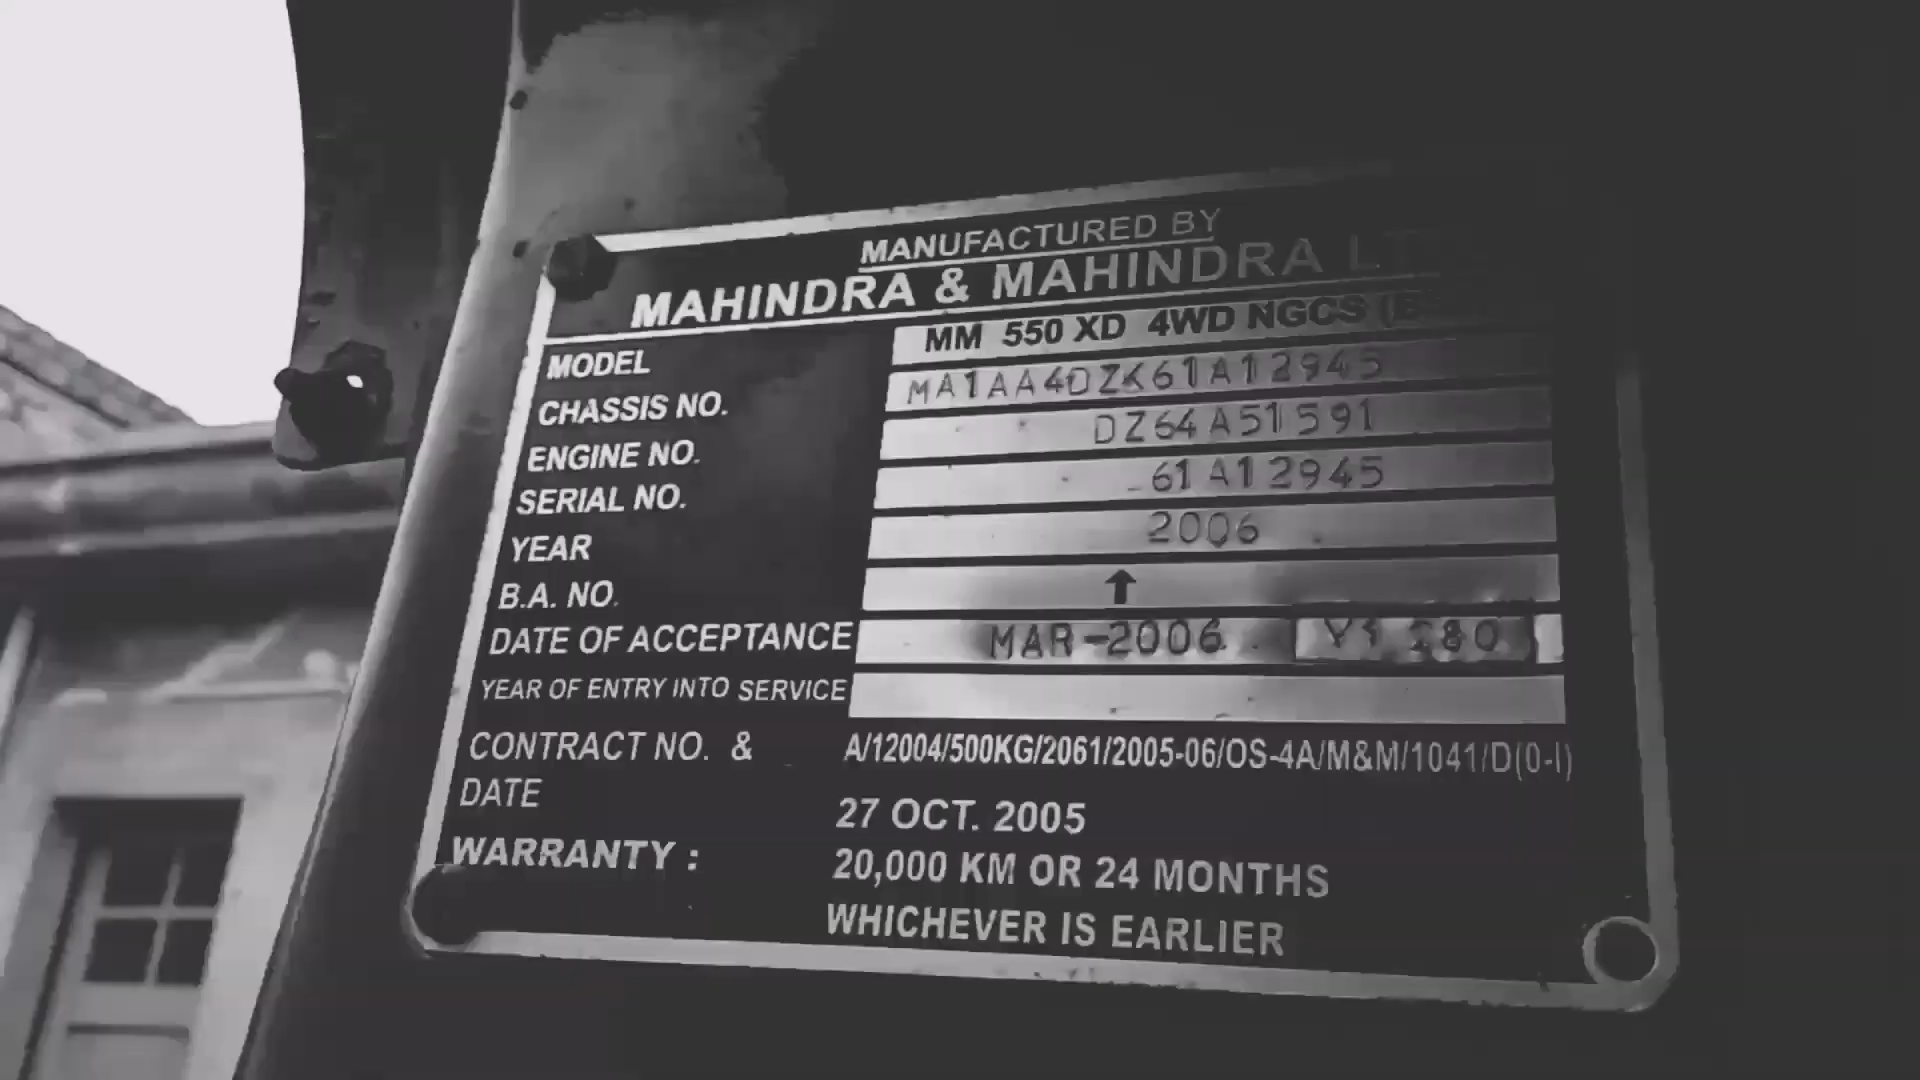 MANUFACTURED BY
MAHINDRA & MAHINDRA
MODEL MM 550 XD 4WD NGCS
CHASSIS NO. MA1AA4DZK61A12945
ENGINE NO. DZ64A51591
SERIAL NO. 61A12945
YEAR 2006
B.A. NO. ↑
DATE OF ACCEPTANCE MAR-2006
YEAR OF ENTRY INTO SERVICE
CONTRACT NO. & A/12004/500KG/2061/2005-06/OS-4A/M&M/1041/D(0-I)
DATE 27 OCT. 2005
WARRANTY : 20,000 KM OR 24 MONTHS
WHICHEVER IS EARLIER